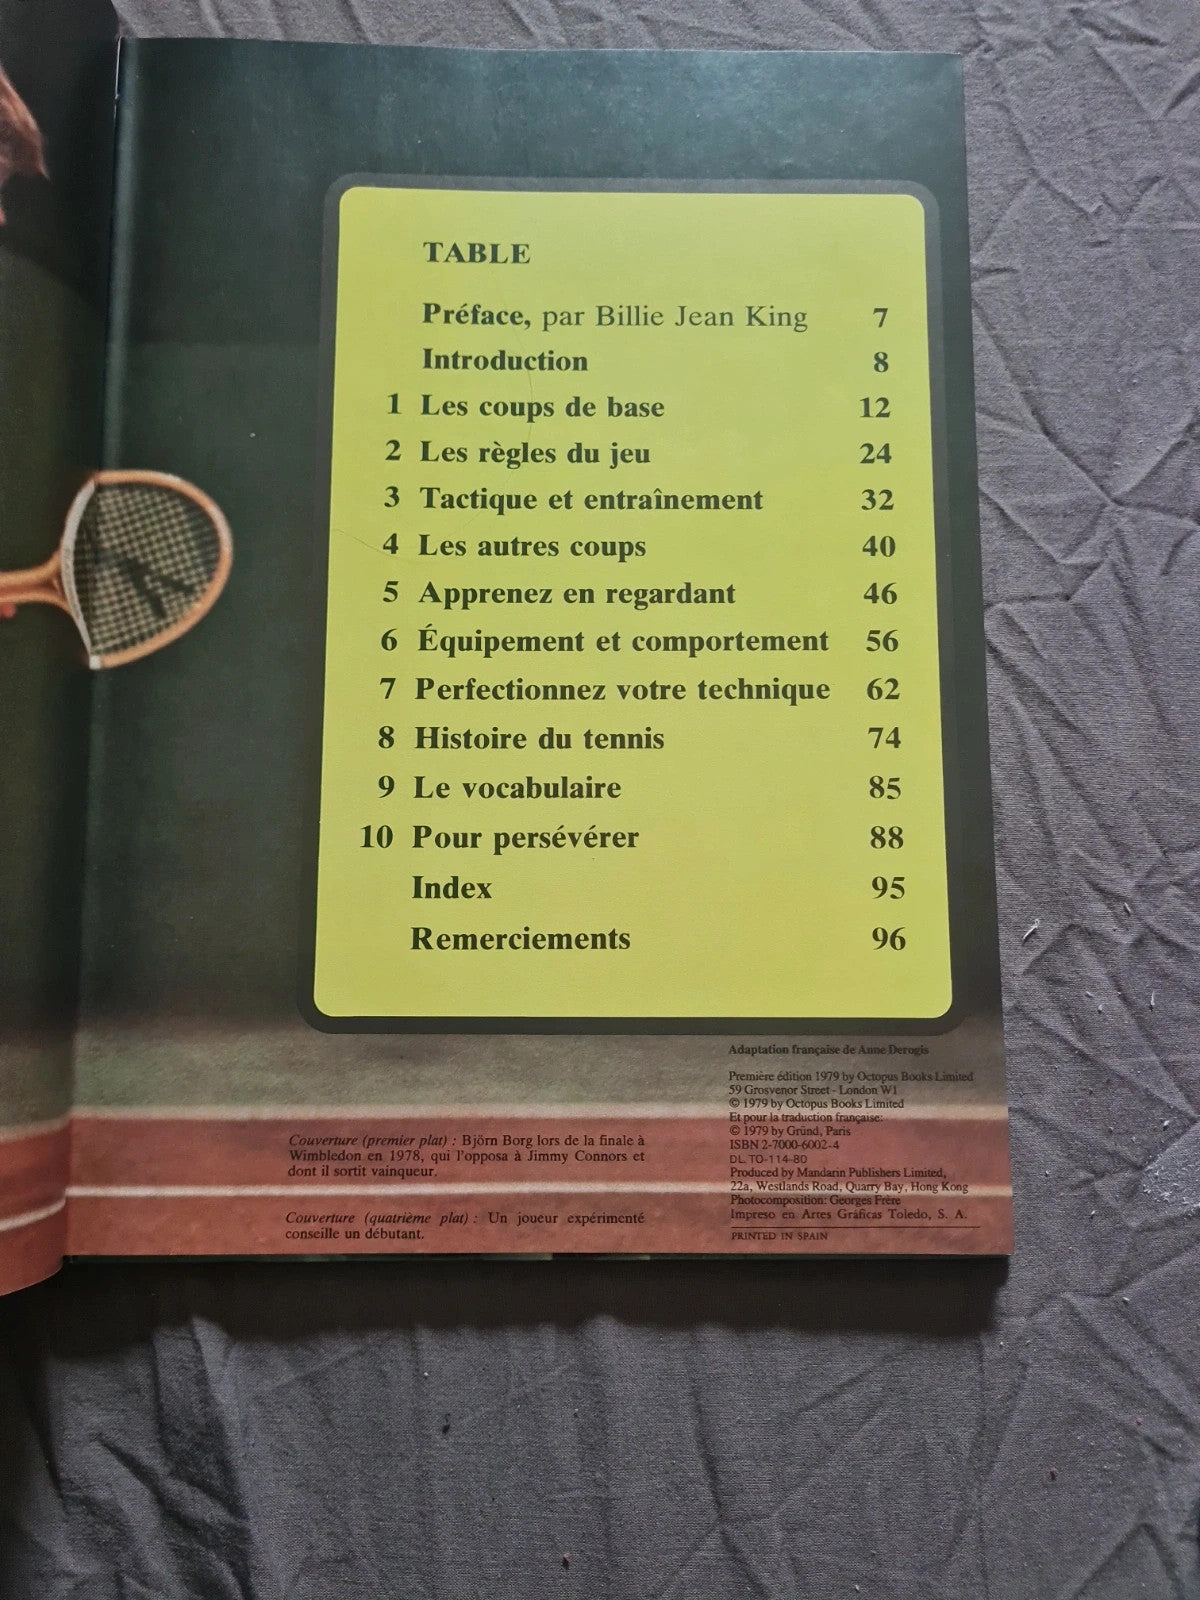 TABLE
Préface, par Billie Jean King 7
Introduction 8
1 Les coups de base 12
2 Les règles du jeu 24
3 Tactique et entraînement 32
4 Les autres coups 40
5 Apprenez en regardant 46
6 Équipement et comportement 56
7 Perfectionnez votre technique 62
8 Histoire du tennis 74
9 Le vocabulaire 85
10 Pour persévérer 88
Index 95
Remerciements 96
Couverture (premier plat) : Björn Borg lors de la finale à
Wimbledon en 1978, qui l'opposa à Jimmy Connors et
dont il sortit vainqueur.
Couverture (quatrième plat) : Un joueur expérimenté
conseille un débutant.
Adaptation française de Anne Derogis
Première édition 1979 by Octopus Books Limited
59 Grosvenor Street - London W1
© 1979 by Octopus Books Limited
Et pour la traduction française:
© 1979 by Gründ, Paris
ISBN 2-7000-6002-4
DL TO-114-80
Produced by Mandarin Publishers Limited,
22a, Westlands Road, Quarry Bay, Hong Kong
Photocomposition: Georges Frère
Impreso en Artes Gráficas Toledo, S. A.
PRINTED IN SPAIN